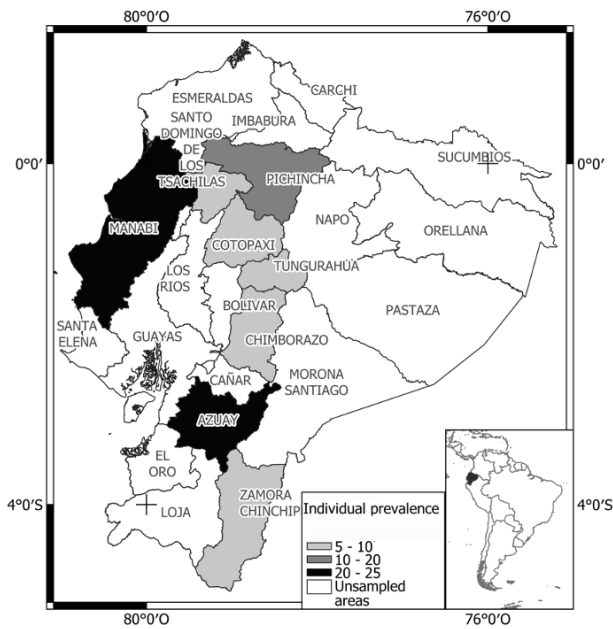 80°0'O
76°0'O
CARCHI
ESMERALDAS
SANTO
DOMINGO
DE
LOS
TSACHILAS
IMBABURA
SUCUMBIOS
0°0'
0°0'
PICHINCHA
NAPO
ORELLANA
MANABI
COTOPAXI
TUNGURAHUA
LOS
RIOS
BOLIVAR
PASTAZA
SANTA
ELENA
GUAYAS
CHIMBORAZO
CAÑAR
MORONA
SANTIAGO
AZUAY
EL
ORO
ZAMORA
CHINCHIP
LOJA
4°0'S
4°0'S
Individual prevalence
5 - 10
10 - 20
20 - 25
Unsampled
areas
80°0'O
76°0'O